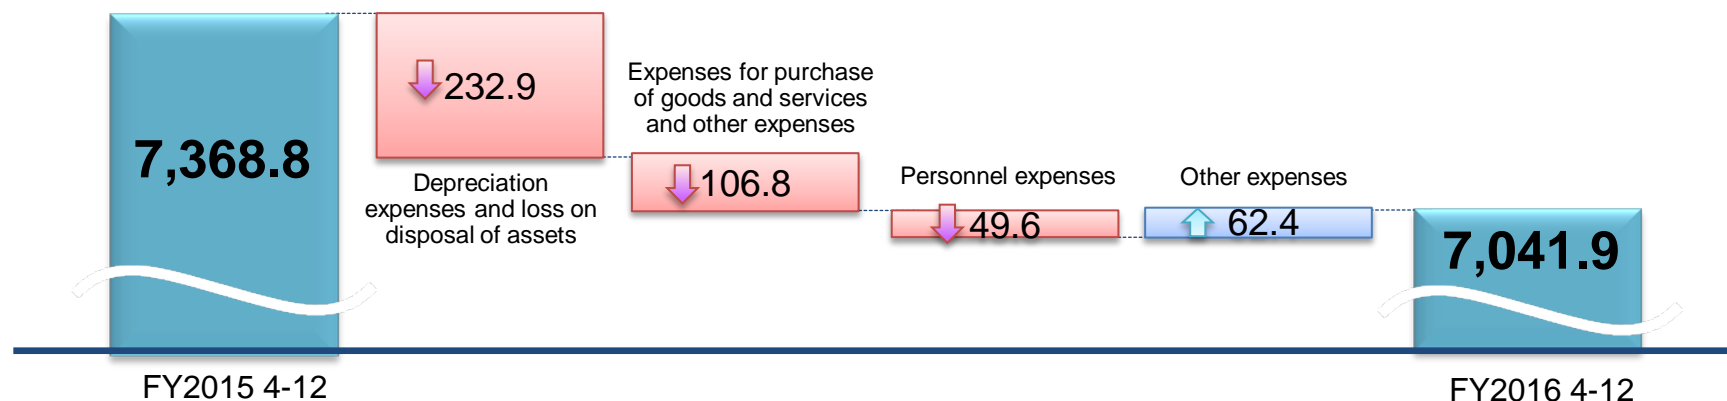 7,368.8
FY2015 4-12
232.9
Depreciation
expenses and loss on
disposal of assets
Expenses for purchase
of goods and services
and other expenses
106.8
Personnel expenses
49.6
Other expenses
62.4
7,041.9
FY2016 4-12